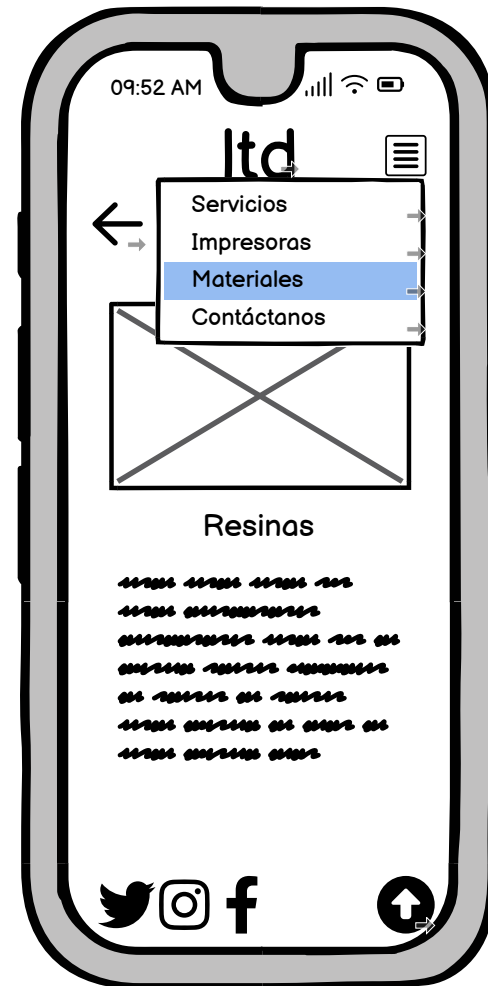 09:52 AM
ltd
Servicios
Impresoras
Materiales
Contáctanos
Resinas